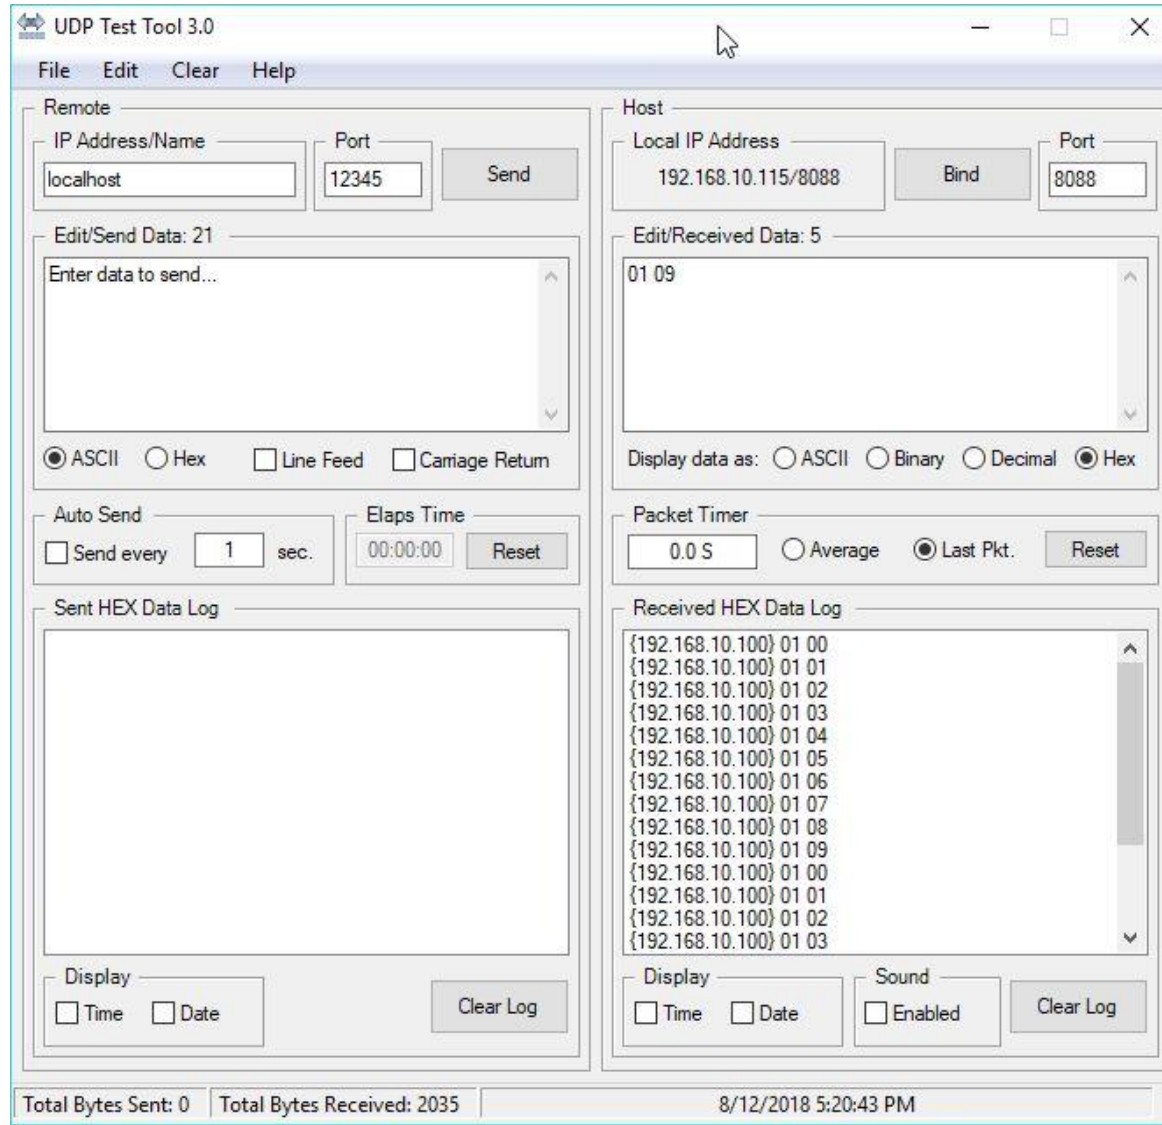 UDP Test Tool 3.0
File Edit Clear Help
Remote
IP Address/Name
localhost
Port
12345
Send
Edit/Send Data: 21
Enter data to send...
ASCII Hex Line Feed Carriage Return
Auto Send
Send every 1 sec.
Elaps Time
00:00:00 Reset
Sent HEX Data Log
Display
Time Date
Clear Log
Host
Local IP Address
192.168.10.115/8088
Bind
Port
8088
Edit/Received Data: 5
01 09
Display data as: ASCII Binary Decimal Hex
Packet Timer
0.0 S Average Last Pkt. Reset
Received HEX Data Log
{192.168.10.100} 01 00
{192.168.10.100} 01 01
{192.168.10.100} 01 02
{192.168.10.100} 01 03
{192.168.10.100} 01 04
{192.168.10.100} 01 05
{192.168.10.100} 01 06
{192.168.10.100} 01 07
{192.168.10.100} 01 08
{192.168.10.100} 01 09
{192.168.10.100} 01 00
{192.168.10.100} 01 01
{192.168.10.100} 01 02
{192.168.10.100} 01 03
Display
Time Date
Sound
Enabled
Clear Log
Total Bytes Sent: 0 Total Bytes Received: 2035 8/12/2018 5:20:43 PM